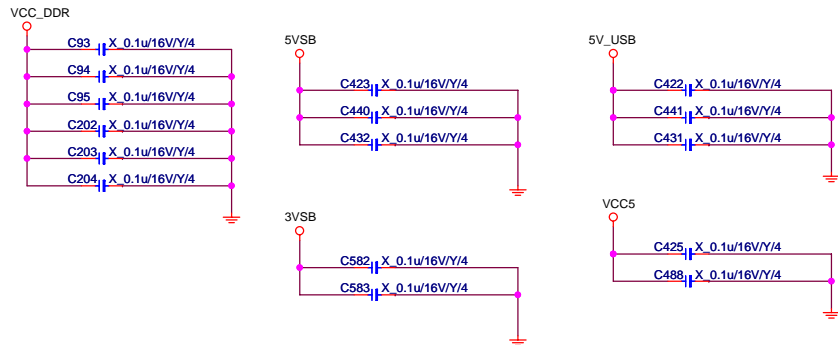 VCC_DDR
C93 X_0.1u/16V/Y/4
C94 X_0.1u/16V/Y/4
C95 X_0.1u/16V/Y/4
C202 X_0.1u/16V/Y/4
C203 X_0.1u/16V/Y/4
C204 X_0.1u/16V/Y/4
5VSB
C423 X_0.1u/16V/Y/4
C440 X_0.1u/16V/Y/4
C432 X_0.1u/16V/Y/4
5V_USB
C422 X_0.1u/16V/Y/4
C441 X_0.1u/16V/Y/4
C431 X_0.1u/16V/Y/4
3VSB
C582 X_0.1u/16V/Y/4
C583 X_0.1u/16V/Y/4
VCC5
C425 X_0.1u/16V/Y/4
C488 X_0.1u/16V/Y/4